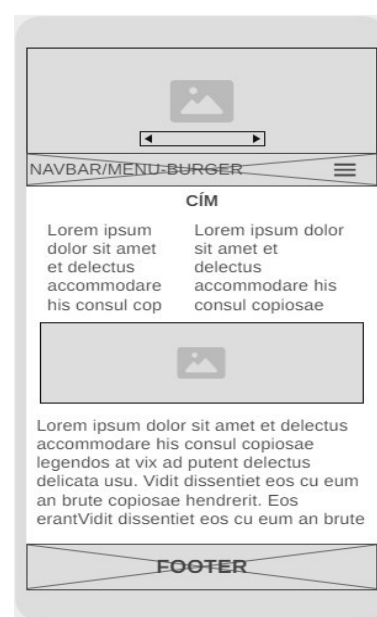 NAVBAR/MENU-BURGER
CÍM
Lorem ipsum
dolor sit amet
et delectus
accommodare
his consul cop
Lorem ipsum dolor
sit amet et
delectus
accommodare his
consul copiosae
Lorem ipsum dolor sit amet et delectus
accommodare his consul copiosae
legendos at vix ad putent delectus
delicata usu. Vidit dissentiet eos cu eum
an brute copiosae hendrerit. Eos
erantVidit dissentiet eos cu eum an brute
FOOTER